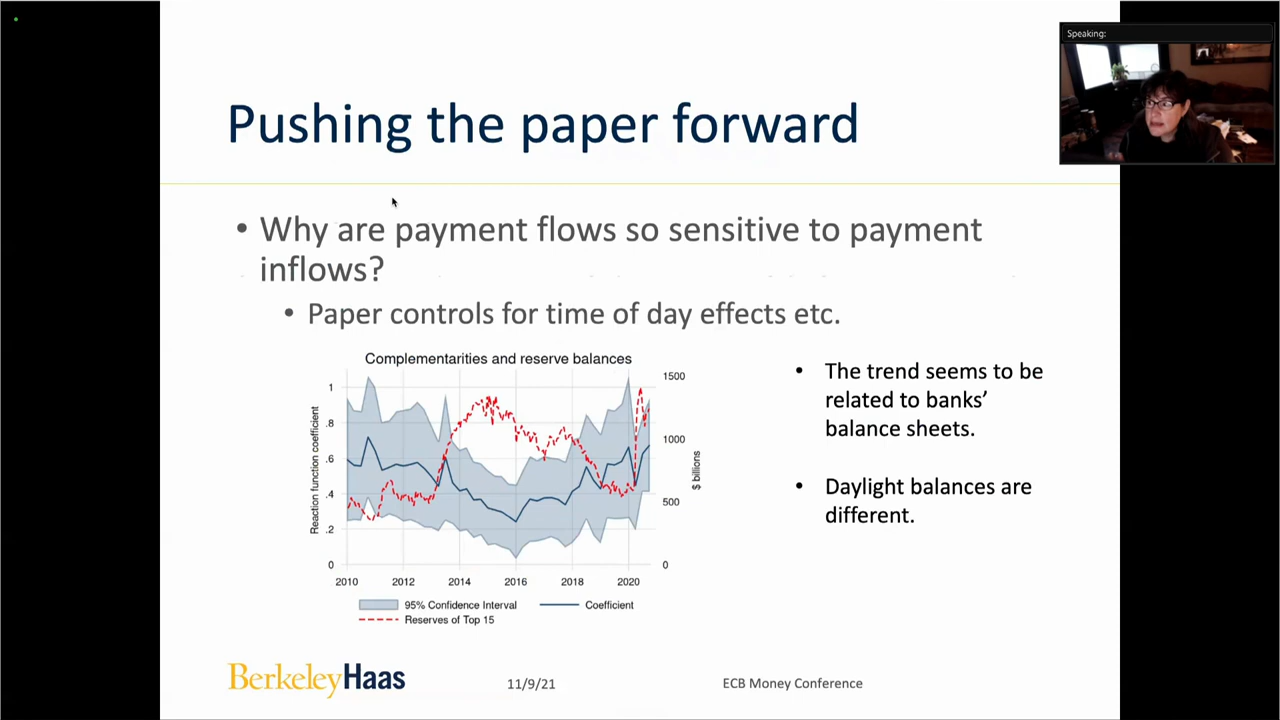 Speaking:
Pushing the paper forward
• Why are payment flows so sensitive to payment
inflows?
• Paper controls for time of day effects etc.
Complementarities and reserve balances
Reaction function coefficient
1
.8
.6
.4
.2
0
1500
1000
500
0
$ billions
2010 2012 2014 2016 2018 2020
95% Confidence Interval Coefficient
Reserves of Top 15
• The trend seems to be
related to banks’
balance sheets.
• Daylight balances are
different.
BerkeleyHaas
11/9/21
ECB Money Conference